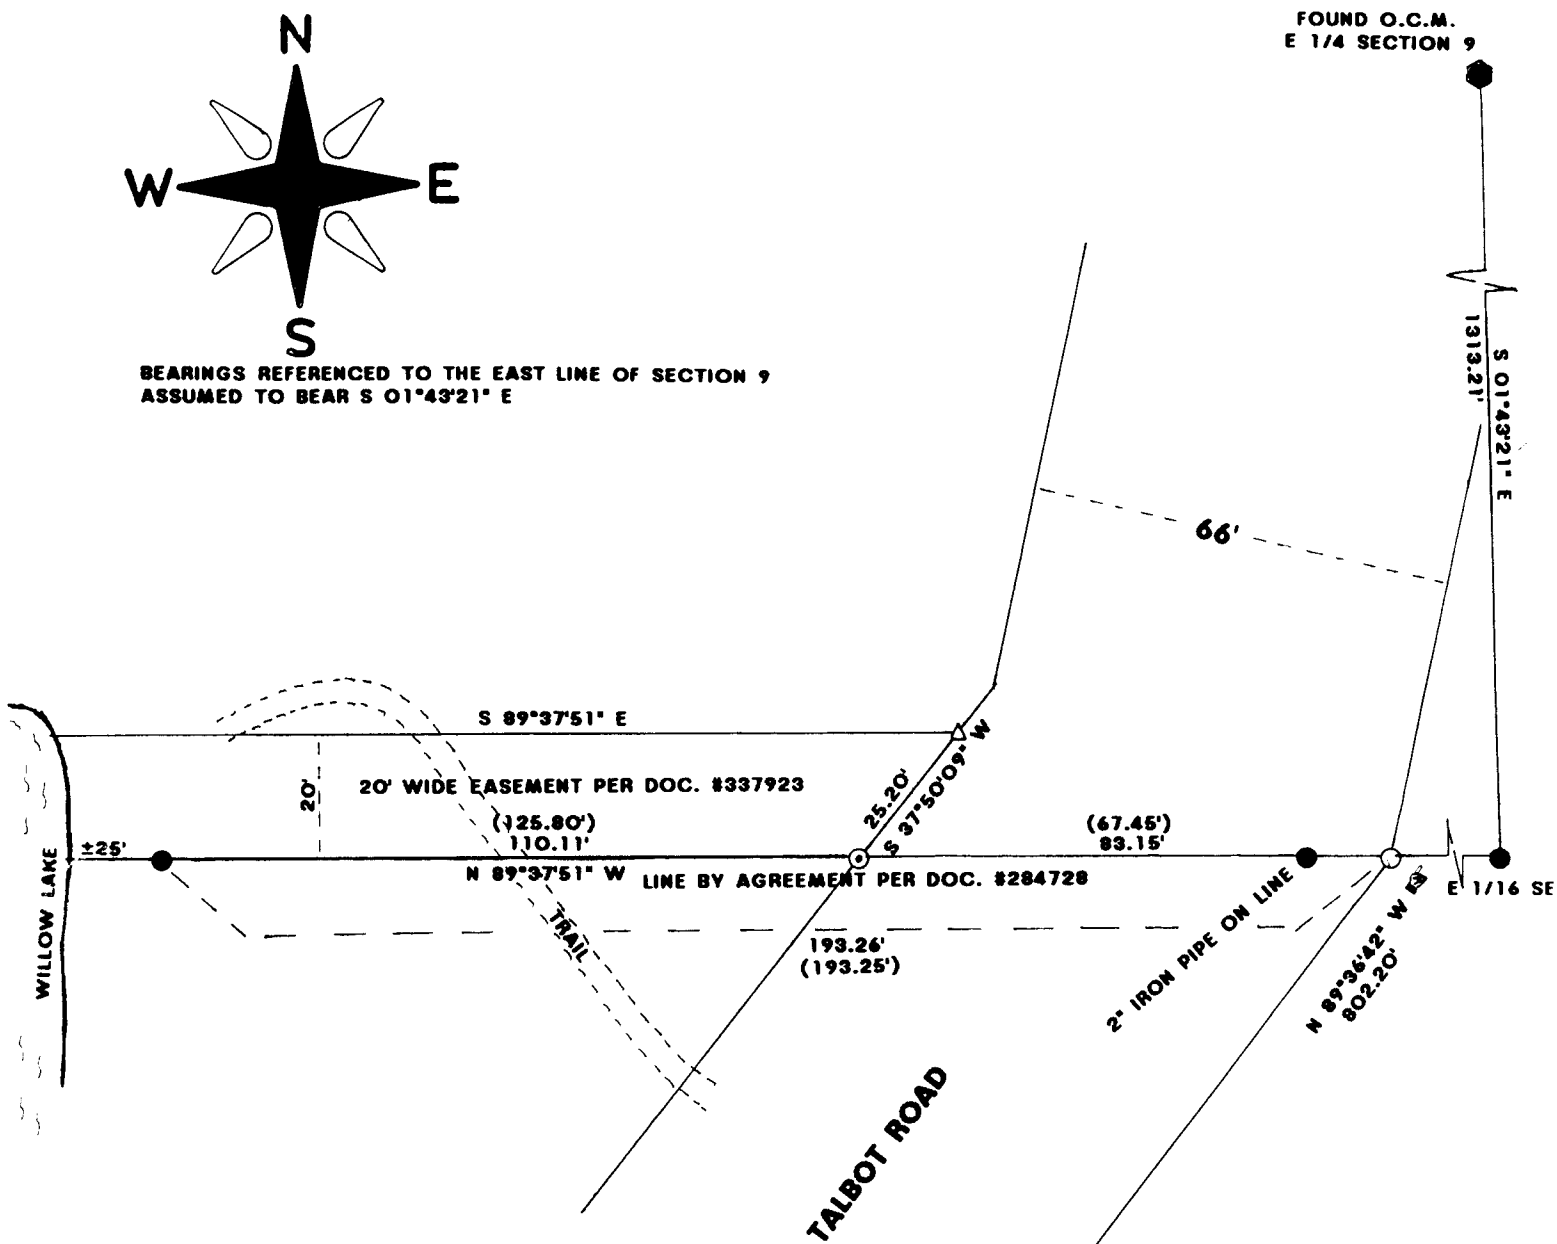 FOUND O.C.M.
E 1/4 SECTION 9
N
W
E
S
BEARINGS REFERENCED TO THE EAST LINE OF SECTION 9
ASSUMED TO BEAR S 01°43'21" E
1313.21'
S 01°43'21" E
66'
S 89°37'51" E
20'
20' WIDE EASEMENT PER DOC. #337923
25.20'
S 37°50'09" W
(125.80')
110.11'
N 89°37'51" W
(67.45')
83.15'
±25'
LINE BY AGREEMENT PER DOC. #284728
E 1/16 SE
WILLOW LAKE
TRAIL
193.26'
(193.25')
2" IRON PIPE ON LINE
N 89°36'42" W
802.20'
TALBOT ROAD